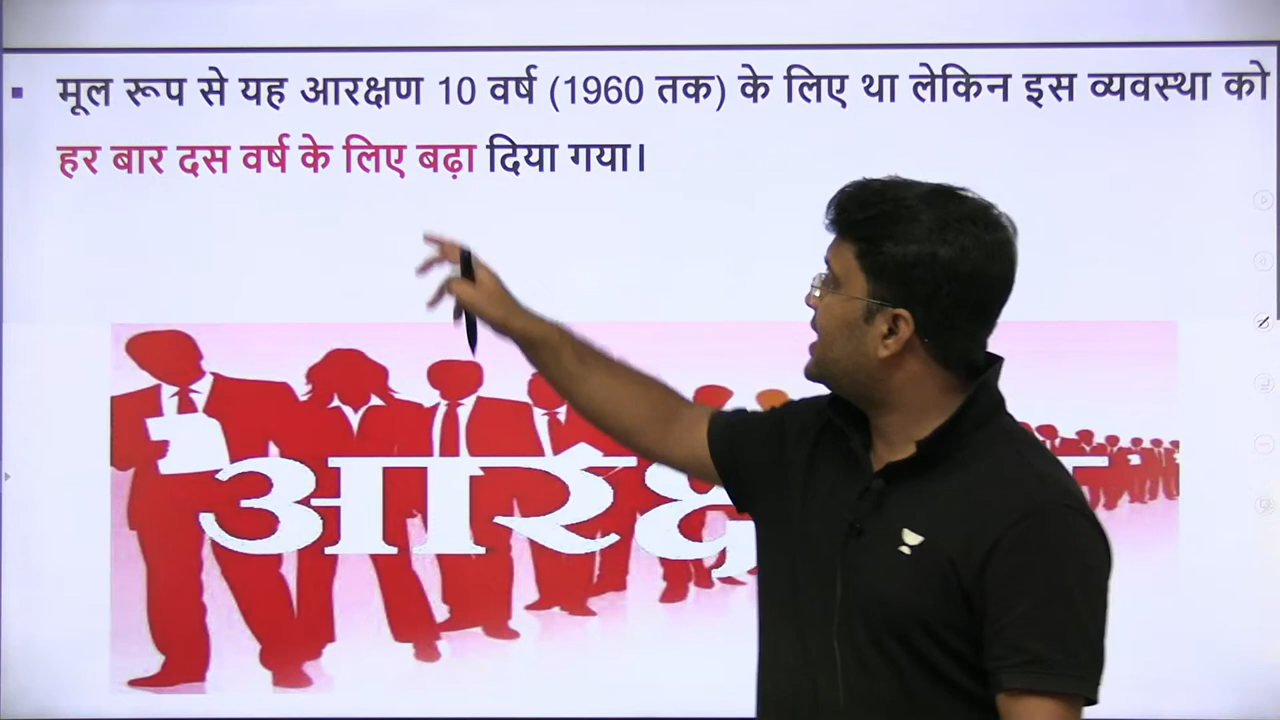 मूल रूप से यह आरक्षण 10 वर्ष (1960 तक) के लिए था लेकिन इस व्यवस्था को
हर बार दस वर्ष के लिए बढ़ा दिया गया।